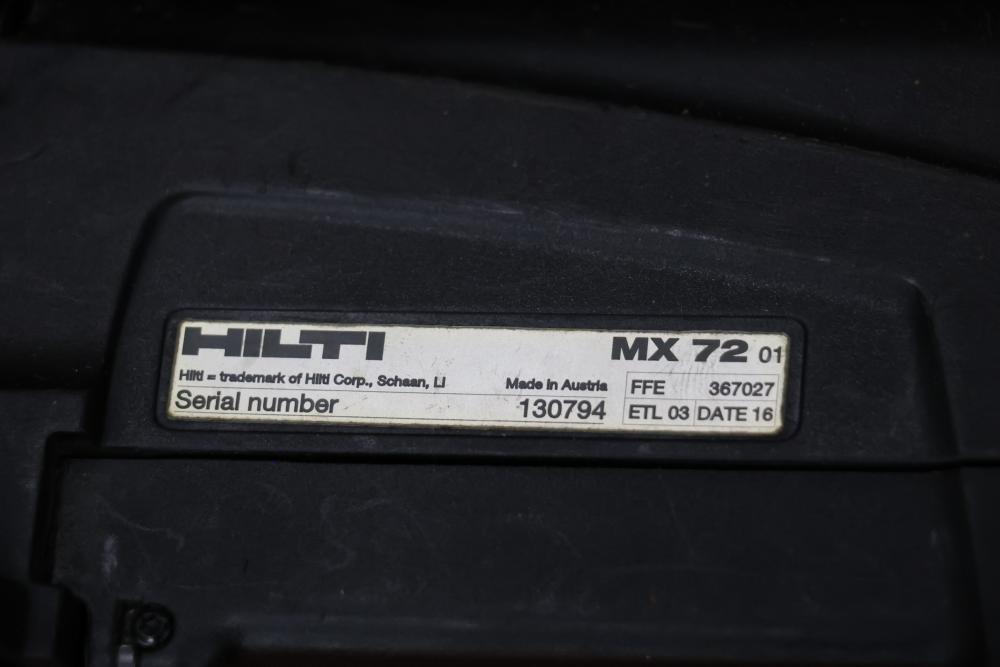 HILTI MX 72 01
Hilti = trademark of Hilti Corp., Schaan, LI Made in Austria FFE 367027
Serial number 130794 ETL 03 DATE 16